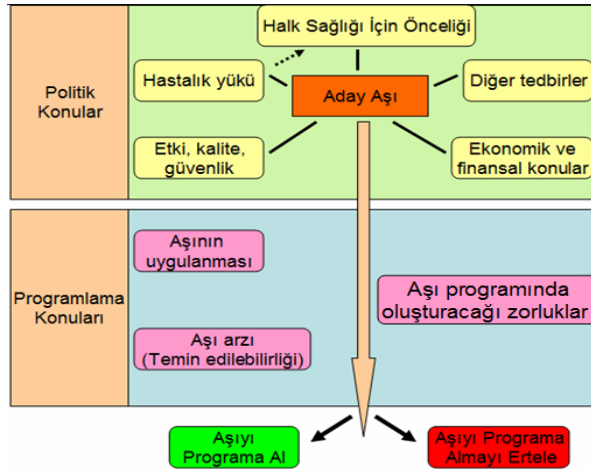 Politik
Konular
Halk Sağlığı İçin Önceliği
Hastalık yükü
Aday Aşı
Diğer tedbirler
Etki, kalite,
güvenlik
Ekonomik ve
finansal konular
Programlama
Konuları
Aşının
uygulanması
Aşı programında
oluşturacağı zorluklar
Aşı arzı
(Temin edilebilirliği)
Aşıyı
Programa Al
Aşıyı Programa
Almayı Ertele